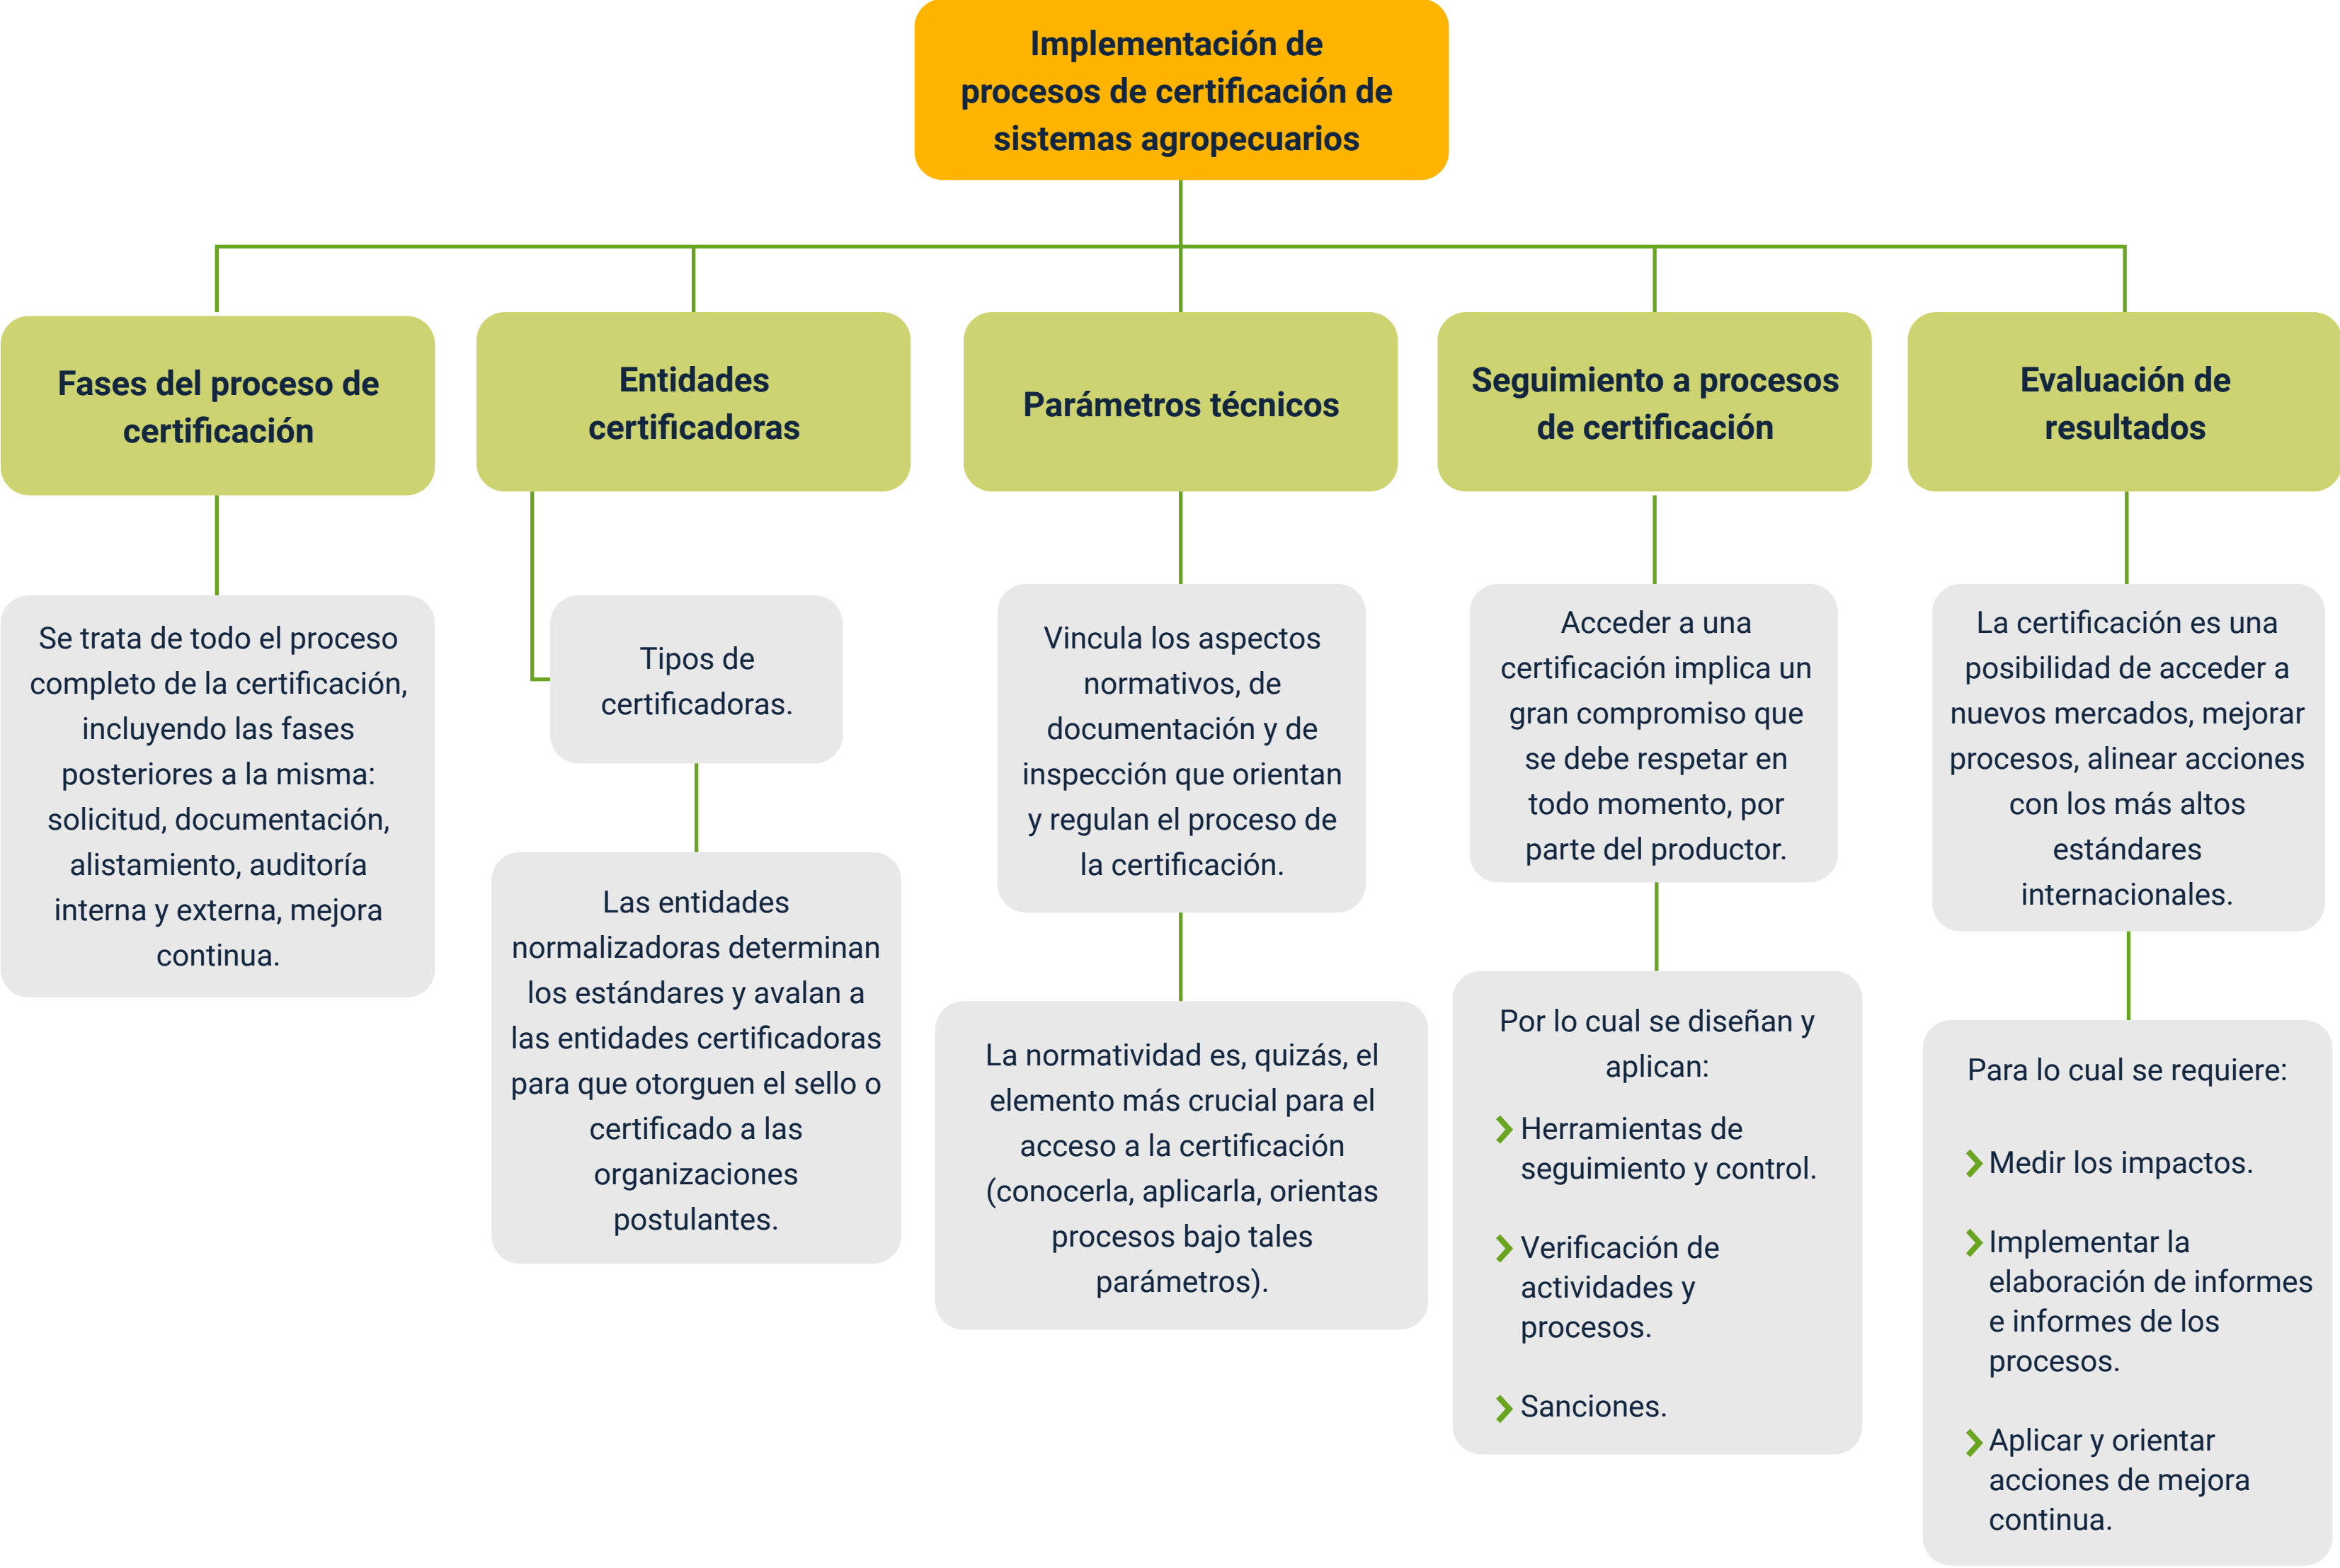 Implementación de
procesos de certificación de
sistemas agropecuarios
Fases del proceso de
certificación
Se trata de todo el proceso
completo de la certificación,
incluyendo las fases
posteriores a la misma:
solicitud, documentación,
alistamiento, auditoría
interna y externa, mejora
continua.
Entidades
certificadoras
Tipos de
certificadoras.
Las entidades
normalizadoras determinan
los estándares y avalan a
las entidades certificadoras
para que otorguen el sello o
certificado a las
organizaciones
postulantes.
Parámetros técnicos
Vincula los aspectos
normativos, de
documentación y de
inspección que orientan
y regulan el proceso de
la certificación.
La normatividad es, quizás, el
elemento más crucial para el
acceso a la certificación
(conocerla, aplicarla, orientas
procesos bajo tales
parámetros).
Seguimiento a procesos
de certificación
Acceder a una
certificación implica un
gran compromiso que
se debe respetar en
todo momento, por
parte del productor.
Por lo cual se diseñan y
aplican:
Herramientas de
seguimiento y control.
Verificación de
actividades y
procesos.
Sanciones.
Evaluación de
resultados
La certificación es una
posibilidad de acceder a
nuevos mercados, mejorar
procesos, alinear acciones
con los más altos
estándares
internacionales.
Para lo cual se requiere:
Medir los impactos.
Implementar la
elaboración de informes
e informes de los
procesos.
Aplicar y orientar
acciones de mejora
continua.